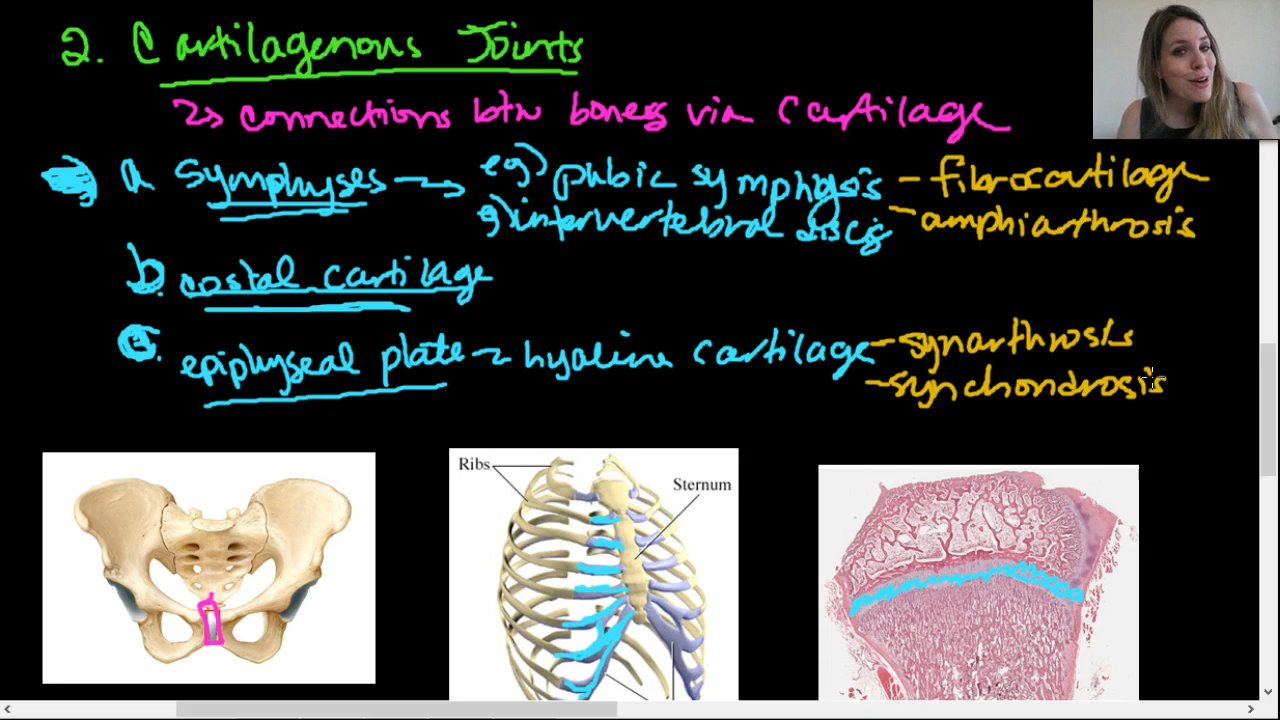 2. Cartilagenous Joints
↳ connections btw bones via cartilage
a. Symphyses → eg) pubic symphysis - fibrocartilage
eg) intervertebral discs - amphiarthrosis
b. costal cartilage
c. epiphyseal plate ~ hyaline cartilage - synarthrosis
- synchondrosis
Ribs
Sternum